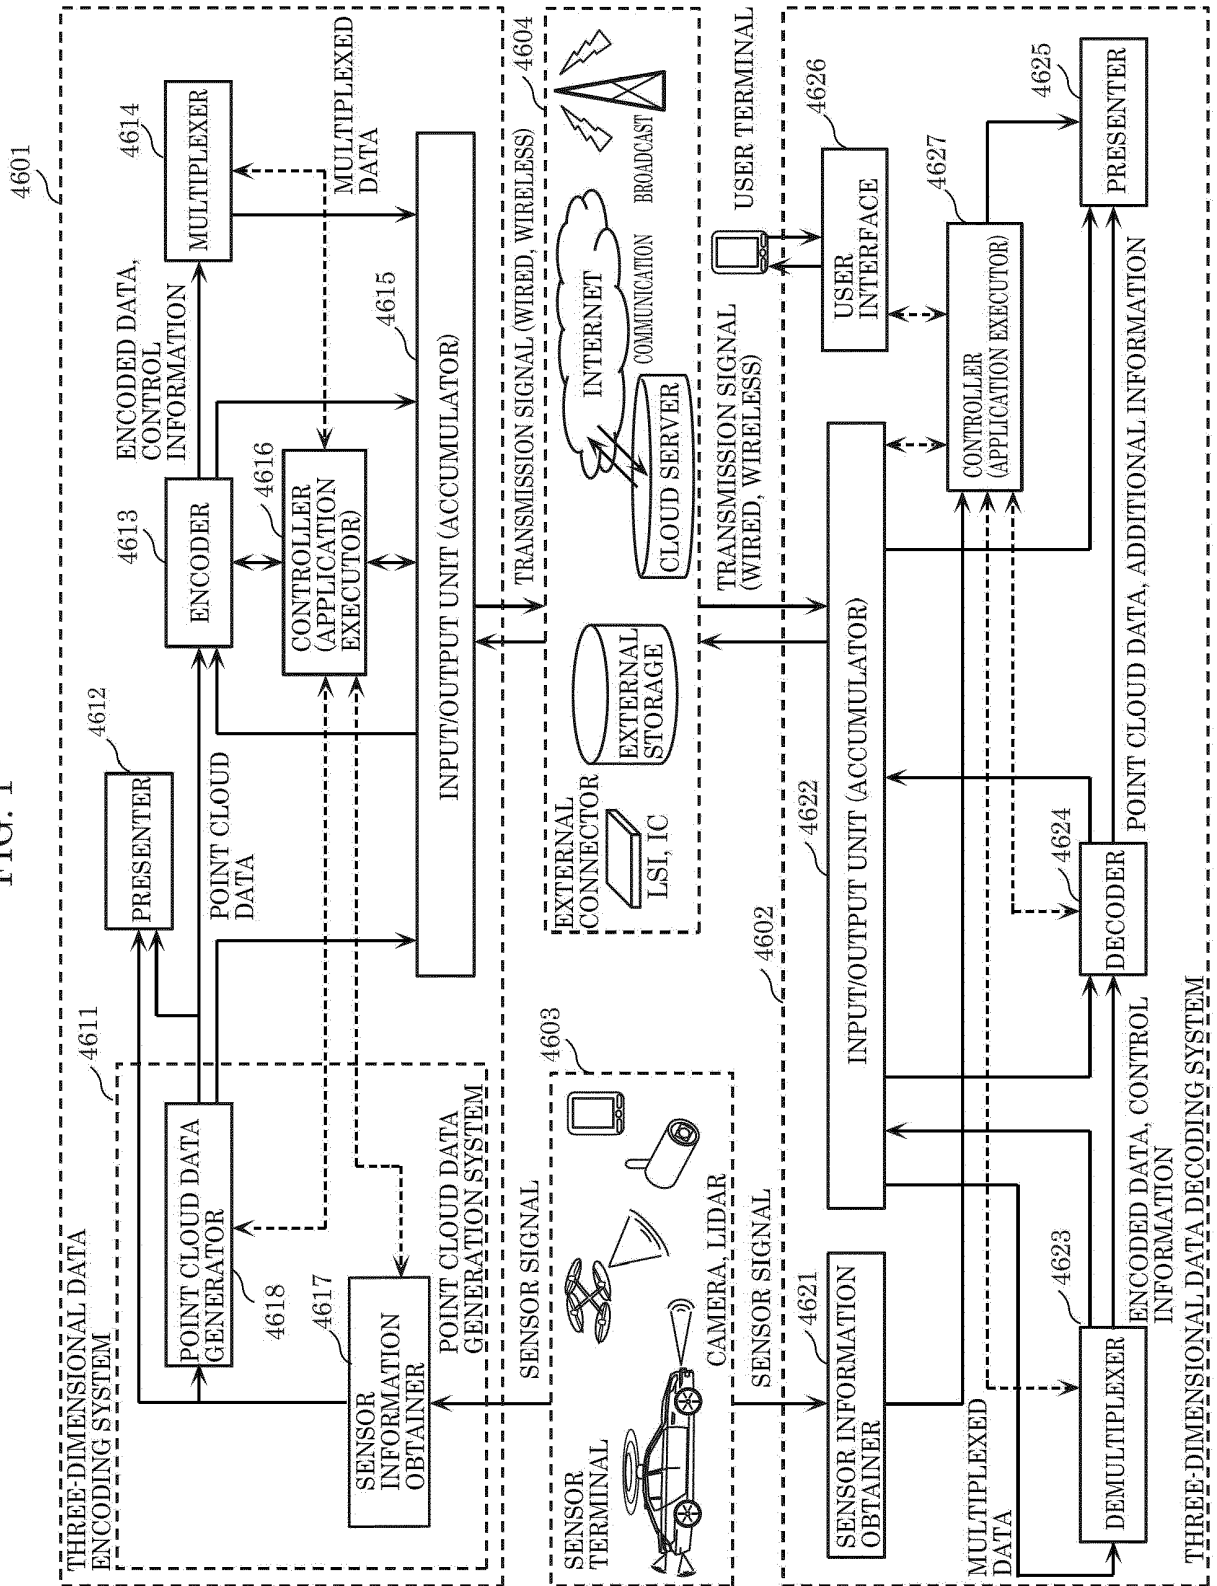 FIG. 1
4601
THREE-DIMENSIONAL DATA
ENCODING SYSTEM
4611
POINT CLOUD DATA
GENERATOR
4618
4617
SENSOR
INFORMATION
OBTAINER
POINT CLOUD DATA
GENERATION SYSTEM
4612
PRESENTER
POINT CLOUD
DATA
4613
ENCODER
ENCODED DATA,
CONTROL
INFORMATION
4614
MULTIPLEXER
4616
CONTROLLER
(APPLICATION
EXECUTOR)
MULTIPLEXED
DATA
4615
INPUT/OUTPUT UNIT (ACCUMULATOR)
SENSOR SIGNAL
TRANSMISSION SIGNAL (WIRED, WIRELESS)
4603
SENSOR
TERMINAL
CAMERA, LIDAR
4604
EXTERNAL
CONNECTOR
LSI, IC
EXTERNAL
STORAGE
CLOUD SERVER
INTERNET
COMMUNICATION
BROADCAST
SENSOR SIGNAL
TRANSMISSION SIGNAL
(WIRED, WIRELESS)
USER TERMINAL
4602
4621
SENSOR INFORMATION
OBTAINER
4622
INPUT/OUTPUT UNIT (ACCUMULATOR)
4626
USER
INTERFACE
4627
CONTROLLER
(APPLICATION EXECUTOR)
4625
PRESENTER
MULTIPLEXED
DATA
4623
DEMULTIPLEXER
ENCODED DATA, CONTROL
INFORMATION
4624
DECODER
POINT CLOUD DATA, ADDITIONAL INFORMATION
THREE-DIMENSIONAL DATA DECODING SYSTEM